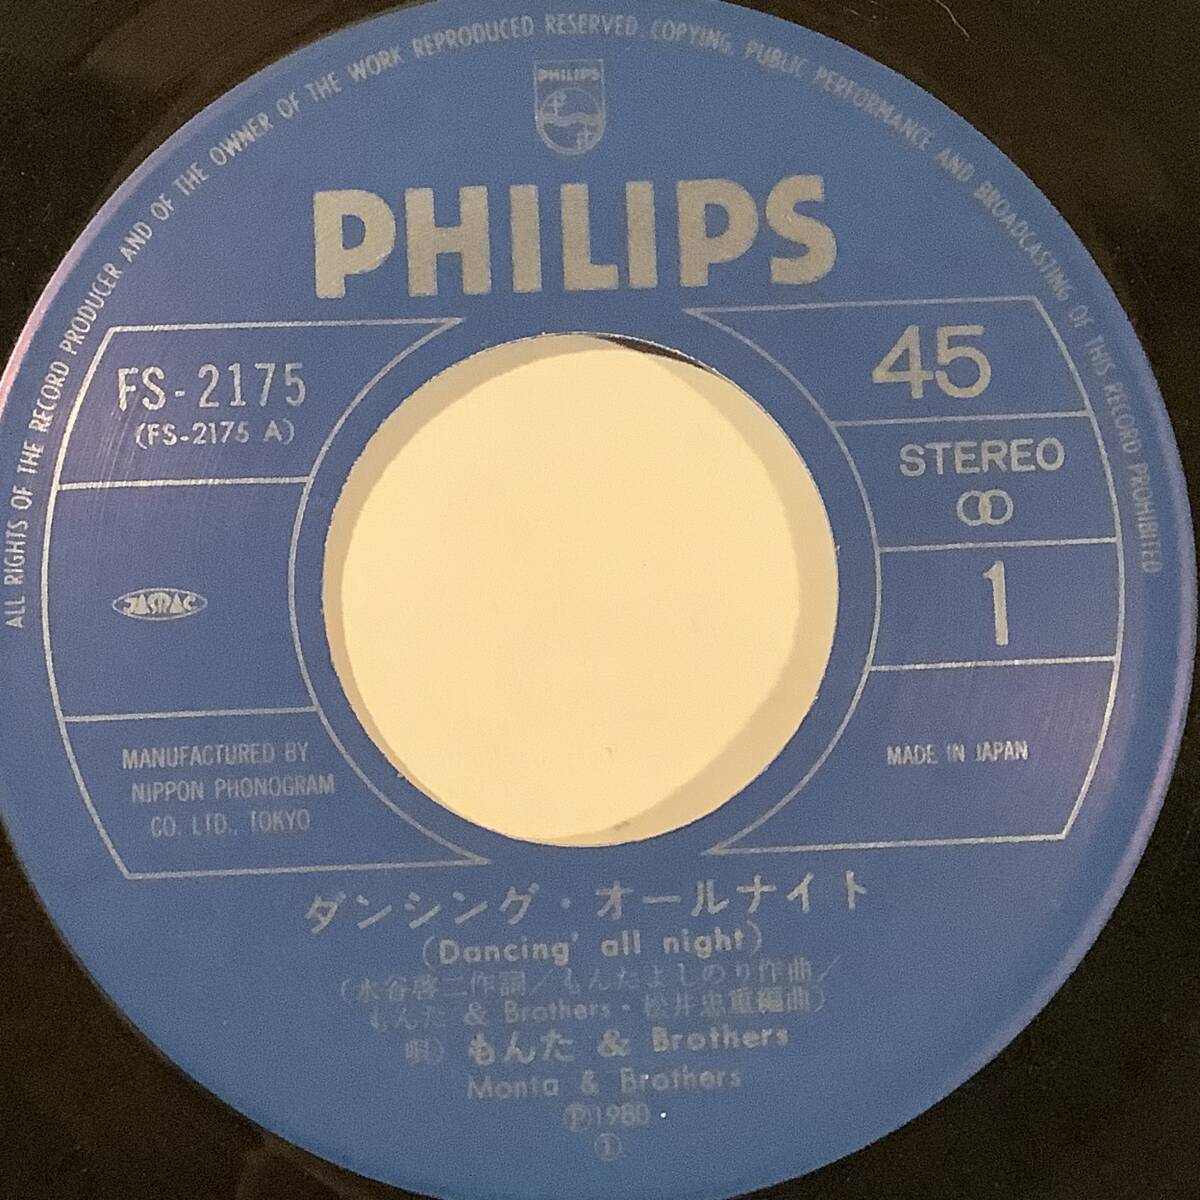 ALL RIGHTS OF THE RECORD PRODUCER AND OF THE OWNER OF THE WORK REPRODUCED RESERVED COPYING, PUBLIC PERFORMANCE AND BROADCASTING OF THIS RECORD PROHIBITED
PHILIPS
PHILIPS
FS-2175
(FS-2175 A)
45
STEREO
1
JASRAC
MANUFACTURED BY
NIPPON PHONOGRAM
CO. LTD., TOKYO
MADE IN JAPAN
ダンシング・オールナイト
(Dancing' all night)
(水谷啓二作詞/もんたよしのり作曲/
もんた & Brothers・松井忠重編曲)
唄) もんた & Brothers
Monta & Brothers
Ⓟ1980
①